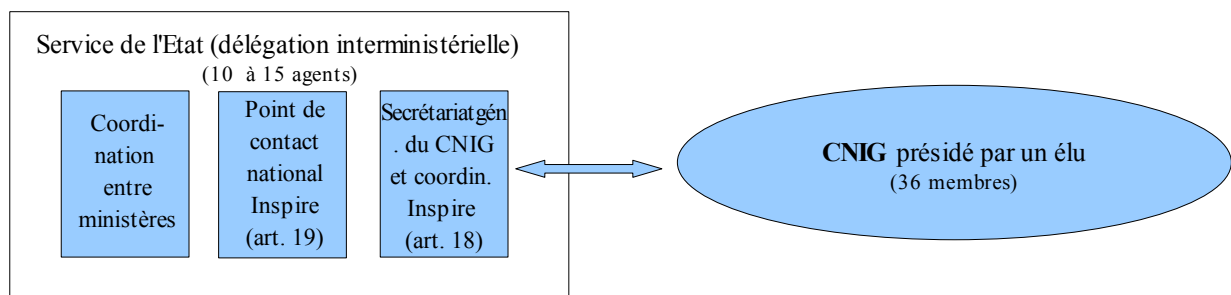 Service de l'Etat (délégation interministérielle)
(10 à 15 agents)
Coordi-
nation
entre
ministères
Point de
contact
national
Inspire
(art. 19)
Secrétariatgén
. du CNIG
et coordin.
Inspire
(art. 18)
CNIG présidé par un élu
(36 membres)